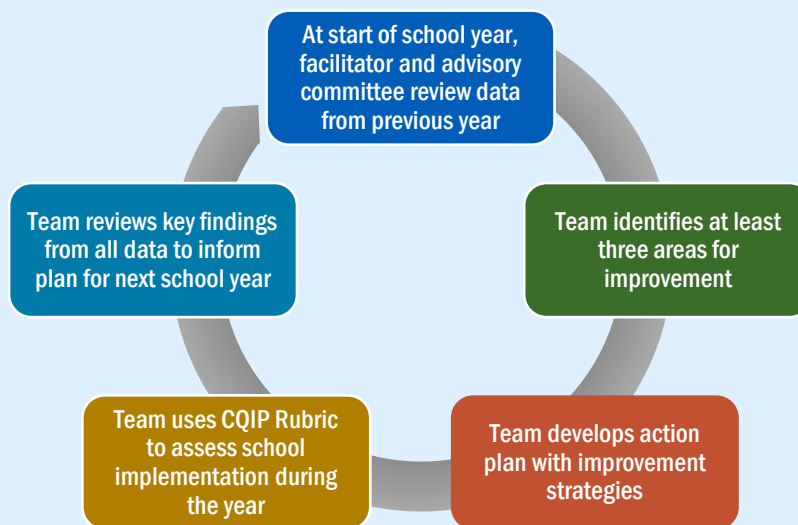 At start of school year,
facilitator and advisory
committee review data
from previous year
Team identifies at least
three areas for
improvement
Team develops action
plan with improvement
strategies
Team uses CQIP Rubric
to assess school
implementation during
the year
Team reviews key findings
from all data to inform
plan for next school year